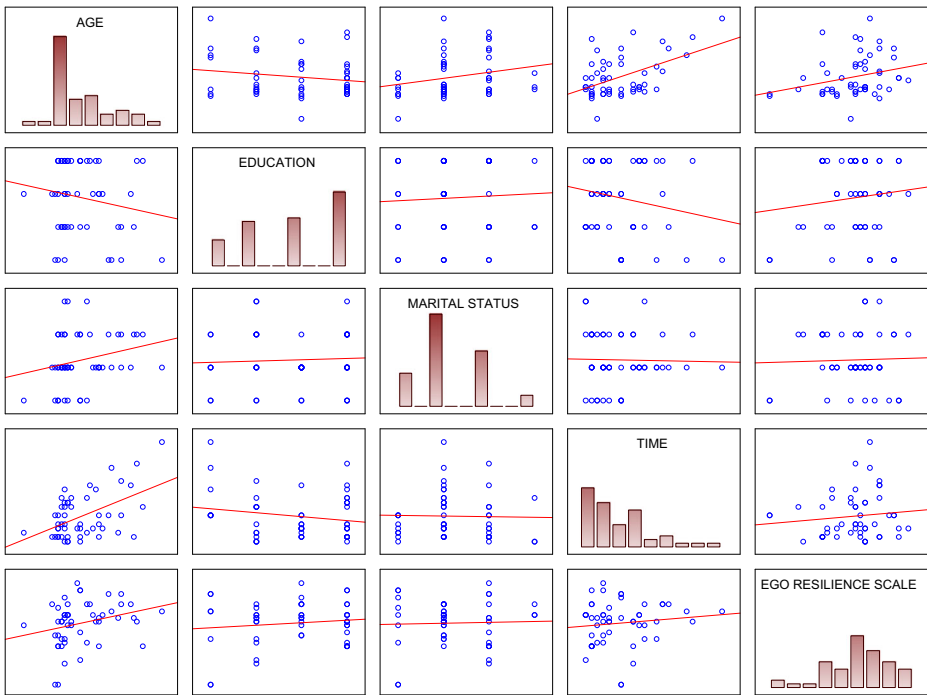 AGE
EDUCATION
MARITAL STATUS
TIME
EGO RESILIENCE SCALE